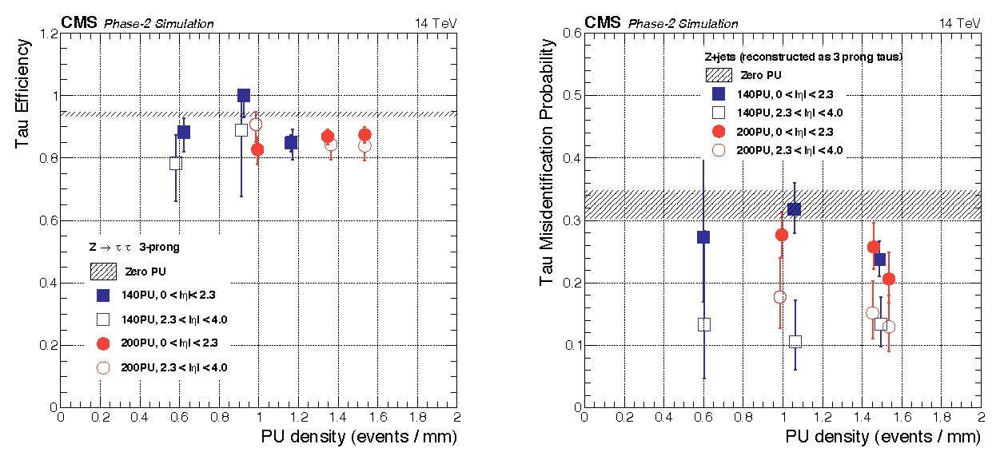 CMS Phase-2 Simulation 14 TeV
Tau Efficiency
1.2
1
0.8
0.6
0.4
0.2
0
Z → τ τ 3-prong
Zero PU
140PU, 0 < |η|< 2.3
140PU, 2.3 < |η| < 4.0
200PU, 0 < |η| < 2.3
200PU, 2.3 < |η| < 4.0
0 0.2 0.4 0.6 0.8 1 1.2 1.4 1.6 1.8 2
PU density (events / mm)
CMS Phase-2 Simulation 14 TeV
Tau Misidentification Probability
0.6
0.5
0.4
0.3
0.2
0.1
0
Z+jets (reconstructed as 3 prong taus)
Zero PU
140PU, 0 < |η| < 2.3
140PU, 2.3 < |η| < 4.0
200PU, 0 < |η| < 2.3
200PU, 2.3 < |η| < 4.0
0 0.2 0.4 0.6 0.8 1 1.2 1.4 1.6 1.8 2
PU density (events / mm)